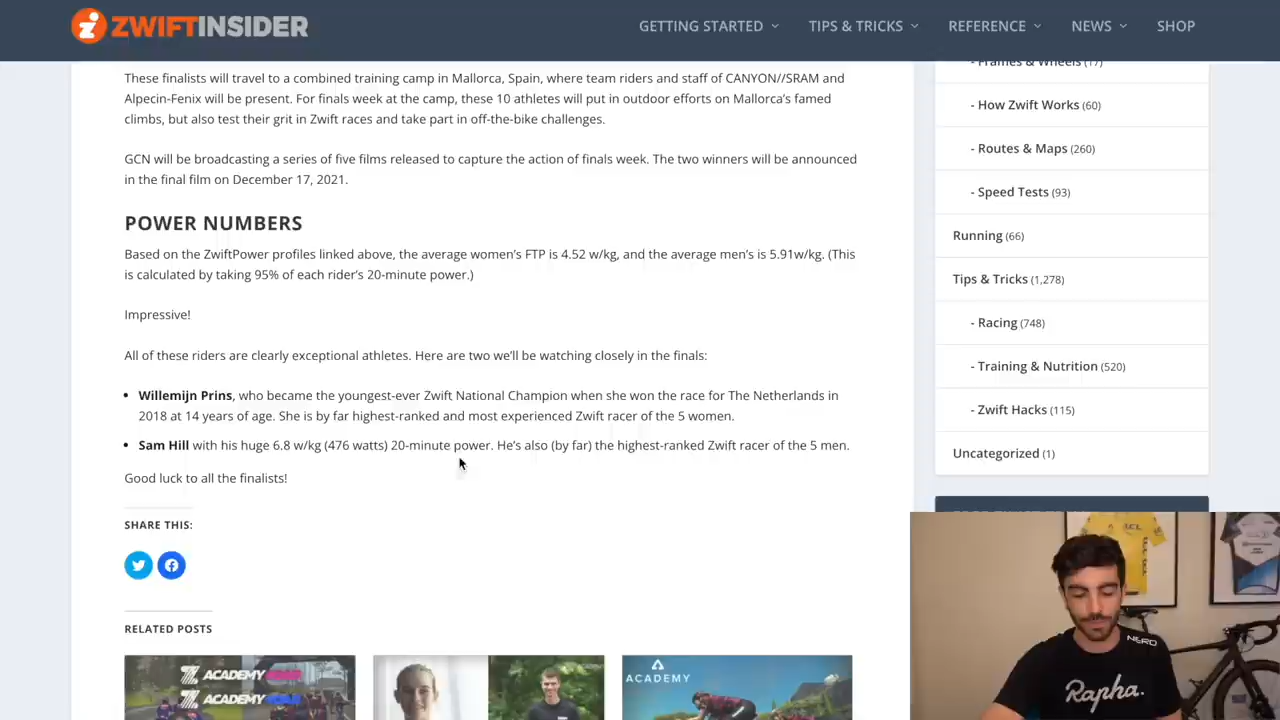 ZWIFTINSIDER
GETTING STARTED
TIPS & TRICKS
REFERENCE
NEWS
SHOP
These finalists will travel to a combined training camp in Mallorca, Spain, where team riders and staff of CANYON//SRAM and
Alpecin-Fenix will be present. For finals week at the camp, these 10 athletes will put in outdoor efforts on Mallorca's famed
climbs, but also test their grit in Zwift races and take part in off-the-bike challenges.
GCN will be broadcasting a series of five films released to capture the action of finals week. The two winners will be announced
in the final film on December 17, 2021.
POWER NUMBERS
Based on the ZwiftPower profiles linked above, the average women's FTP is 4.52 w/kg, and the average men's is 5.91w/kg. (This
is calculated by taking 95% of each rider's 20-minute power.)
Impressive!
All of these riders are clearly exceptional athletes. Here are two we'll be watching closely in the finals:
• Willemijn Prins, who became the youngest-ever Zwift National Champion when she won the race for The Netherlands in
2018 at 14 years of age. She is by far highest-ranked and most experienced Zwift racer of the 5 women.
• Sam Hill with his huge 6.8 w/kg (476 watts) 20-minute power. He's also (by far) the highest-ranked Zwift racer of the 5 men.
Good luck to all the finalists!
SHARE THIS:
RELATED POSTS
ACADEMY
ACADEMY
ACADEMY
- Frames & Wheels (17)
- How Zwift Works (60)
- Routes & Maps (260)
- Speed Tests (93)
Running (66)
Tips & Tricks (1,278)
- Racing (748)
- Training & Nutrition (520)
- Zwift Hacks (115)
Uncategorized (1)
LCL
NERO
Rapha.